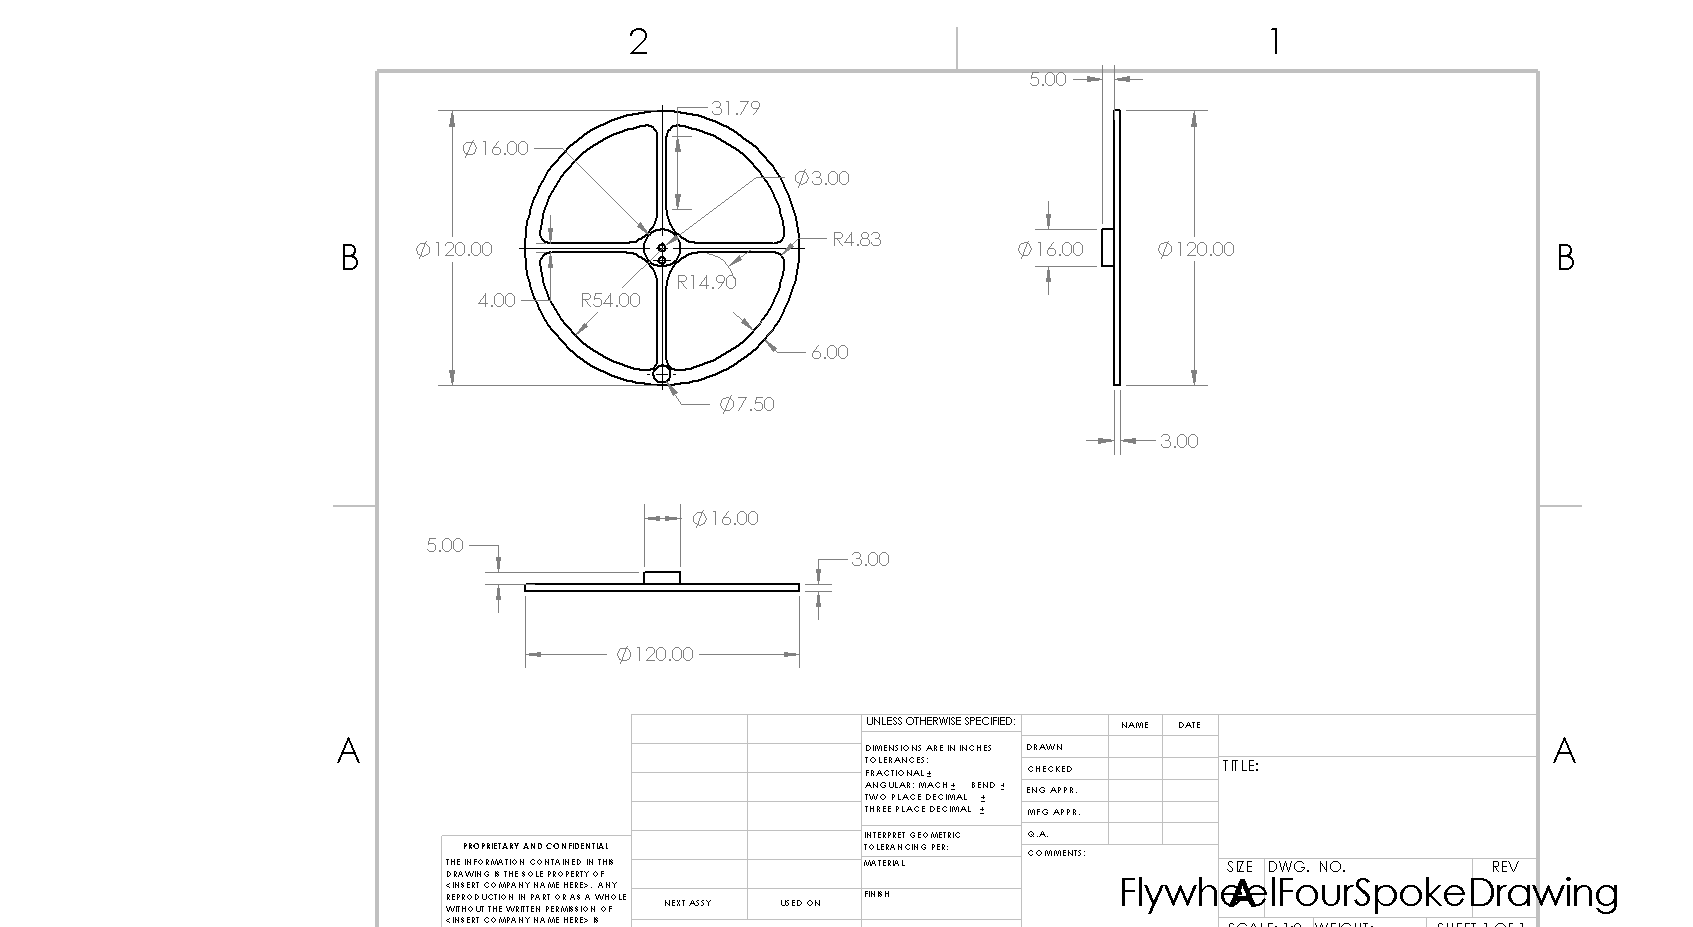 2 1
5.00
31.79
Ø16.00
Ø3.00
R4.83
B Ø120.00 Ø16.00 Ø120.00 B
R14.90
4.00 R54.00
6.00
Ø7.50
3.00
Ø16.00
5.00
3.00
Ø120.00
A A
UNLESS OTHERWISE SPECIFIED:
DIMENSIONS ARE IN INCHES
TOLERANCES:
FRACTIONAL±
ANGULAR: MACH± BEND ±
TWO PLACE DECIMAL ±
THREE PLACE DECIMAL ±
INTERPRET GEOMETRIC
TOLERANCING PER:
MATERIAL
FINISH
NAME DATE
DRAWN
CHECKED
ENG APPR.
MFG APPR.
Q.A.
COMMENTS:
TITLE:
SIZE DWG. NO. REV
A
FlywheelFourSpokeDrawing
WEIGHT: SHEET 1 OF 1
PROPRIETARY AND CONFIDENTIAL
THE INFORMATION CONTAINED IN THIS
DRAWING IS THE SOLE PROPERTY OF
<INSERT COMPANY NAME HERE>. ANY
REPRODUCTION IN PART OR AS A WHOLE
WITHOUT THE WRITTEN PERMISSION OF
<INSERT COMPANY NAME HERE> IS
NEXT ASSY USED ON